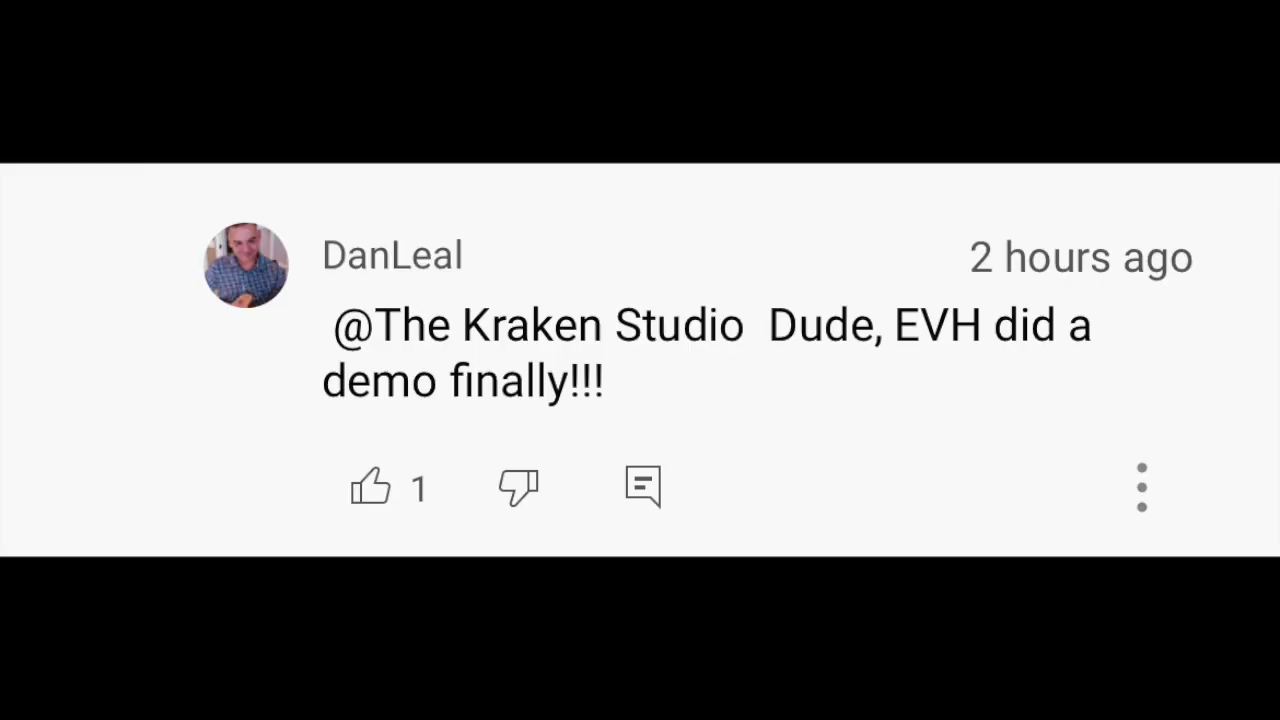 DanLeal
2 hours ago
@The Kraken Studio  Dude, EVH did a
demo finally!!!
1